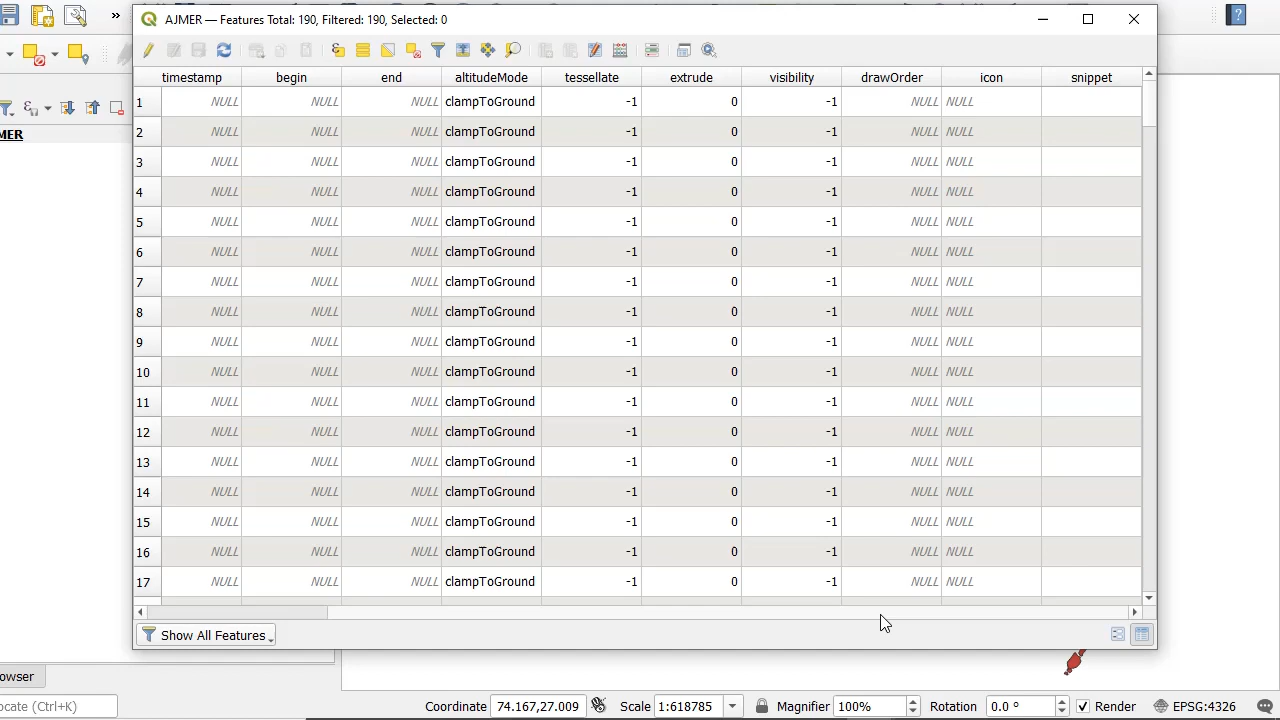 AJMER — Features Total: 190, Filtered: 190, Selected: 0
timestamp begin end altitudeMode tessellate extrude visibility drawOrder icon snippet
1 NULL NULL NULL clampToGround -1 0 -1 NULL NULL
2 NULL NULL NULL clampToGround -1 0 -1 NULL NULL
MER
3 NULL NULL NULL clampToGround -1 0 -1 NULL NULL
4 NULL NULL NULL clampToGround -1 0 -1 NULL NULL
5 NULL NULL NULL clampToGround -1 0 -1 NULL NULL
6 NULL NULL NULL clampToGround -1 0 -1 NULL NULL
7 NULL NULL NULL clampToGround -1 0 -1 NULL NULL
8 NULL NULL NULL clampToGround -1 0 -1 NULL NULL
9 NULL NULL NULL clampToGround -1 0 -1 NULL NULL
10 NULL NULL NULL clampToGround -1 0 -1 NULL NULL
11 NULL NULL NULL clampToGround -1 0 -1 NULL NULL
12 NULL NULL NULL clampToGround -1 0 -1 NULL NULL
13 NULL NULL NULL clampToGround -1 0 -1 NULL NULL
14 NULL NULL NULL clampToGround -1 0 -1 NULL NULL
15 NULL NULL NULL clampToGround -1 0 -1 NULL NULL
16 NULL NULL NULL clampToGround -1 0 -1 NULL NULL
17 NULL NULL NULL clampToGround -1 0 -1 NULL NULL
Show All Features
owser
ocate (Ctrl+K) Coordinate 74.167,27.009 Scale 1:618785 Magnifier 100% Rotation 0.0 ° Render EPSG:4326